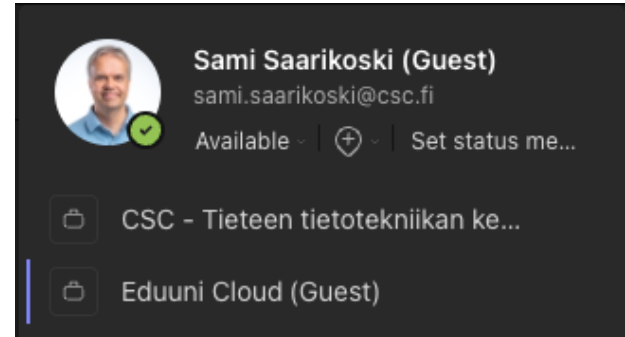 Sami Saarikoski (Guest)
sami.saarikoski@csc.fi
Available Set status me...
CSC - Tieteen tietotekniikan ke...
Eduuni Cloud (Guest)